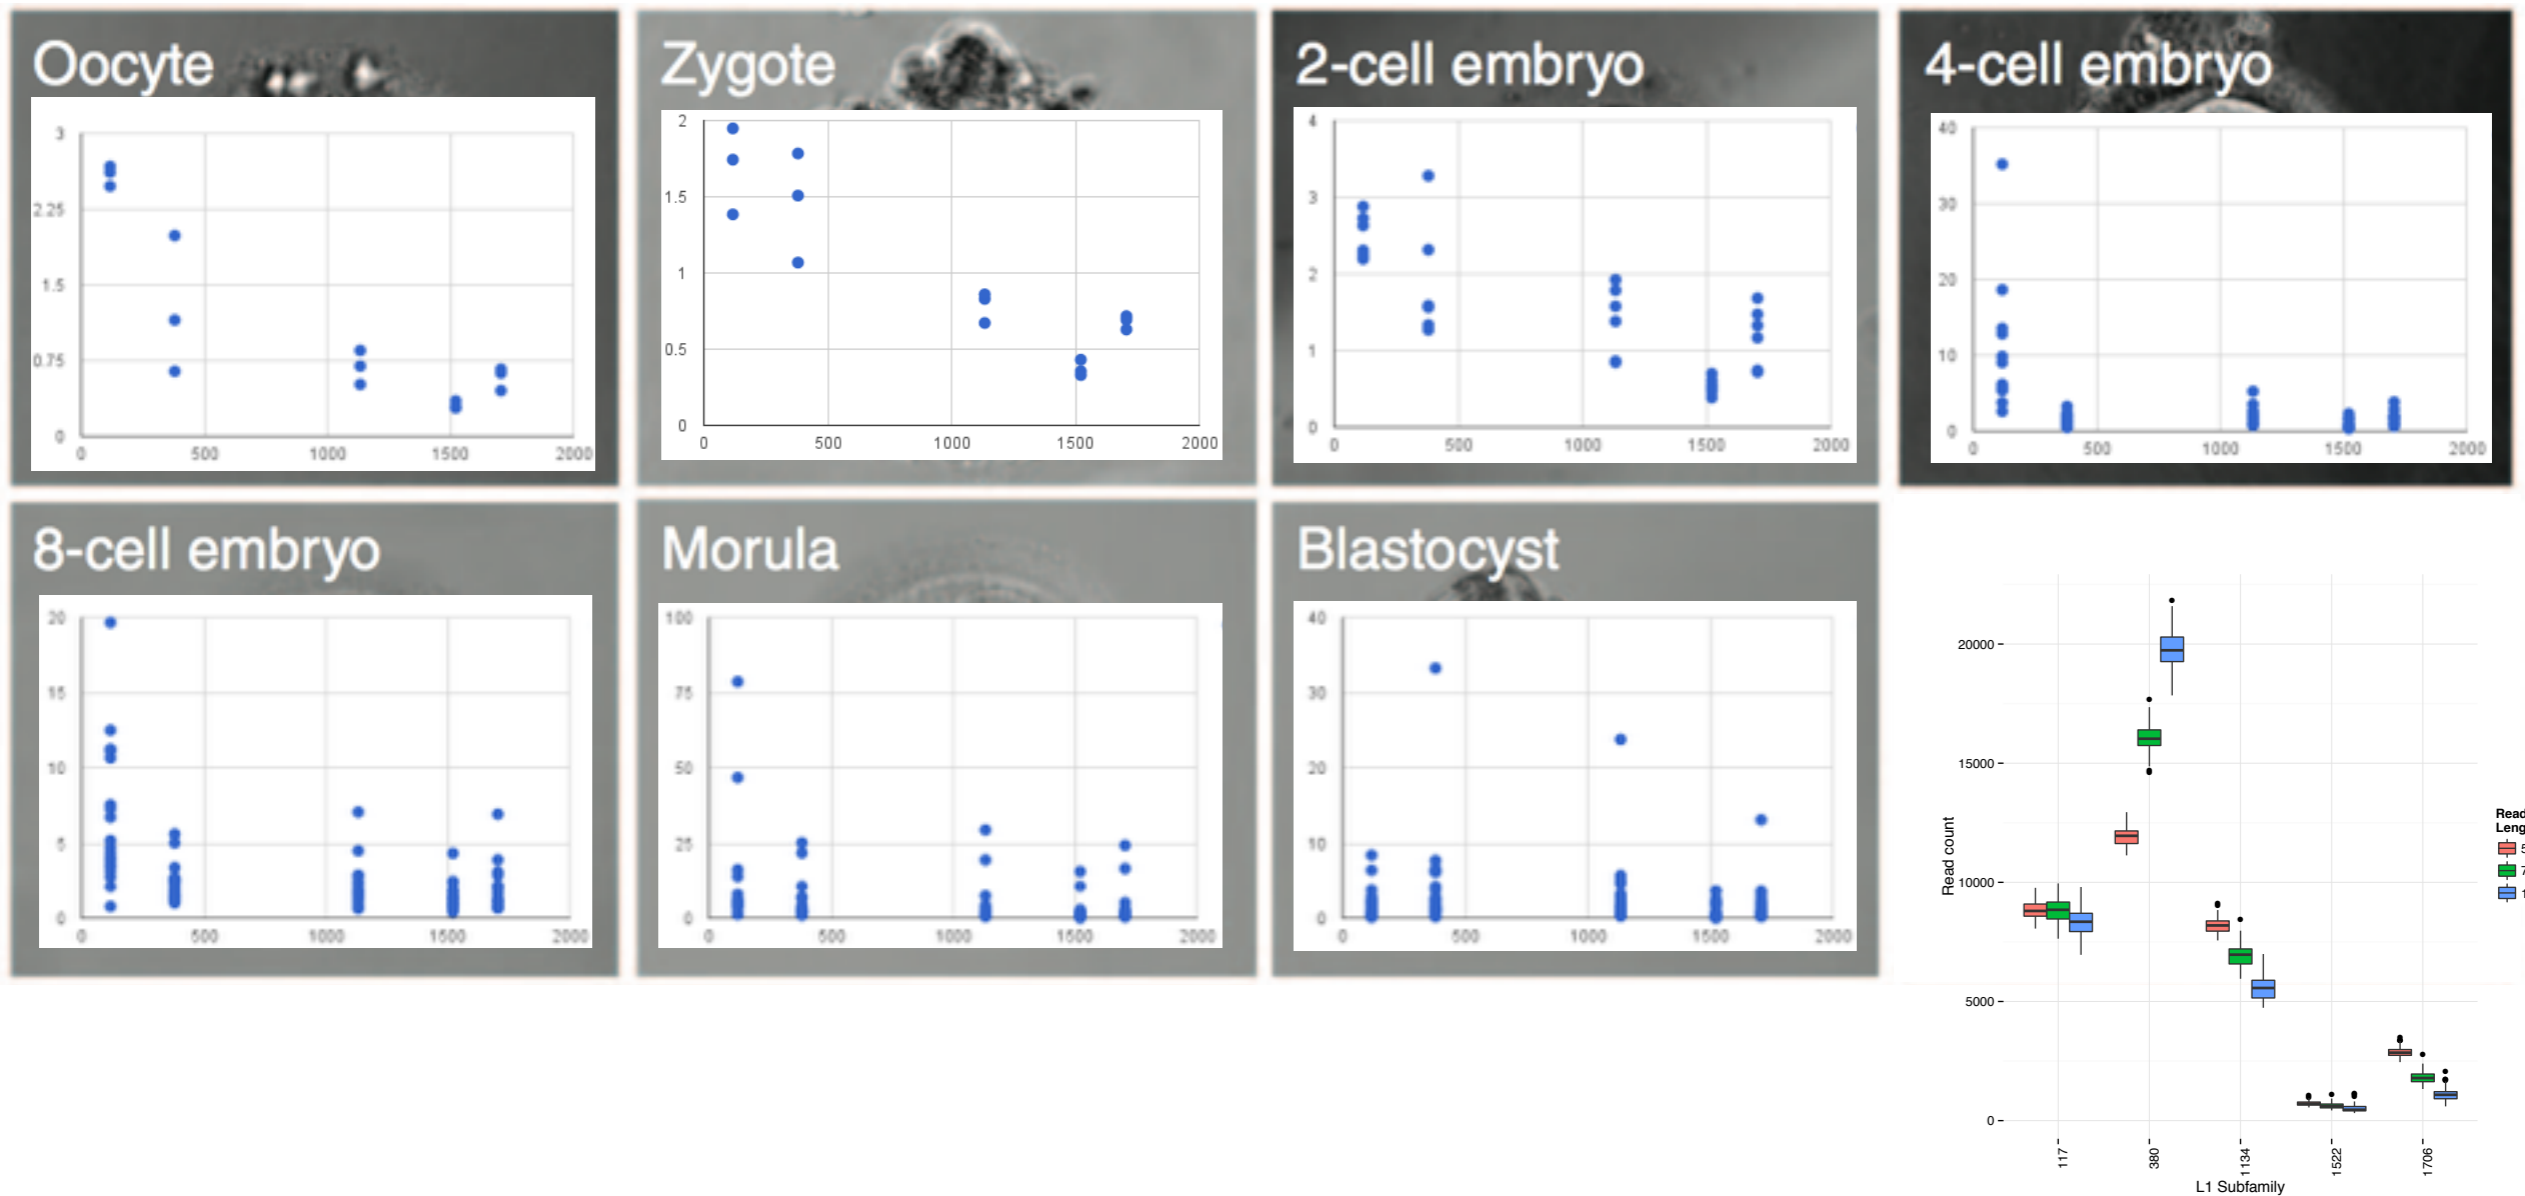 Oocyte
3
2.25
1.5
0.75
0
0 500 1000 1500 2000
Zygote
2
1.5
1
0.5
0
0 500 1000 1500 2000
2-cell embryo
4
3
2
1
0
0 500 1000 1500 2000
4-cell embryo
40
30
20
10
0
0 500 1000 1500 2000
8-cell embryo
20
15
10
5
0
0 500 1000 1500 2000
Morula
100
75
50
25
0
0 500 1000 1500 2000
Blastocyst
40
30
20
10
0
0 500 1000 1500 2000
Read count
20000
15000
10000
5000
0
117 380 1134 1522 1706
L1 Subfamily
Read
Leng
5
7
1